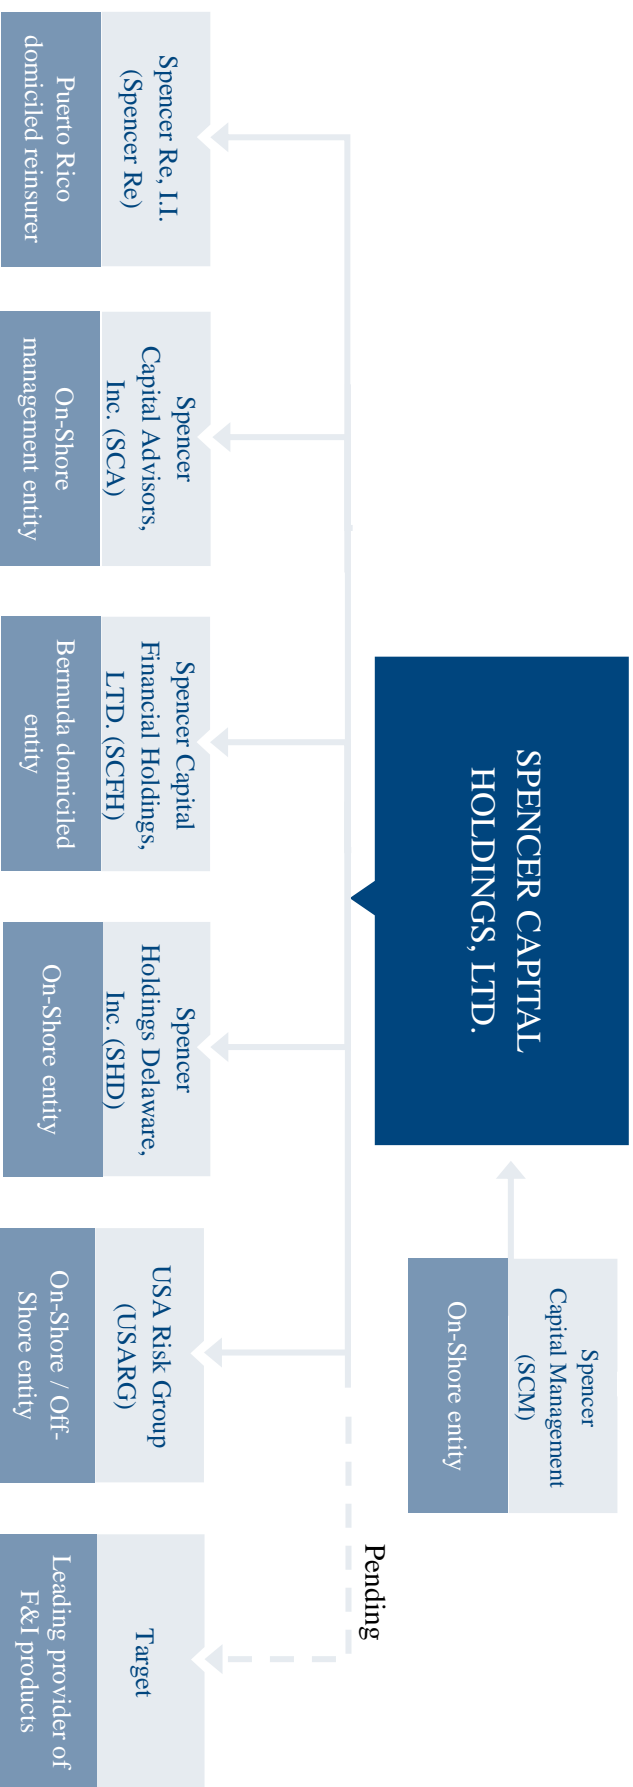 SPENCER CAPITAL
HOLDINGS, LTD.
Spencer
Capital Management
(SCM)
On-Shore entity
Pending
Spencer Re, I.I.
(Spencer Re)
Puerto Rico
domiciled reinsurer
Spencer
Capital Advisors,
Inc. (SCA)
On-Shore
management entity
Spencer Capital
Financial Holdings,
LTD. (SCFH)
Bermuda domiciled
entity
Spencer
Holdings Delaware,
Inc. (SHD)
On-Shore entity
USA Risk Group
(USARG)
On-Shore / Off-
Shore entity
Target
Leading provider of
F&I products